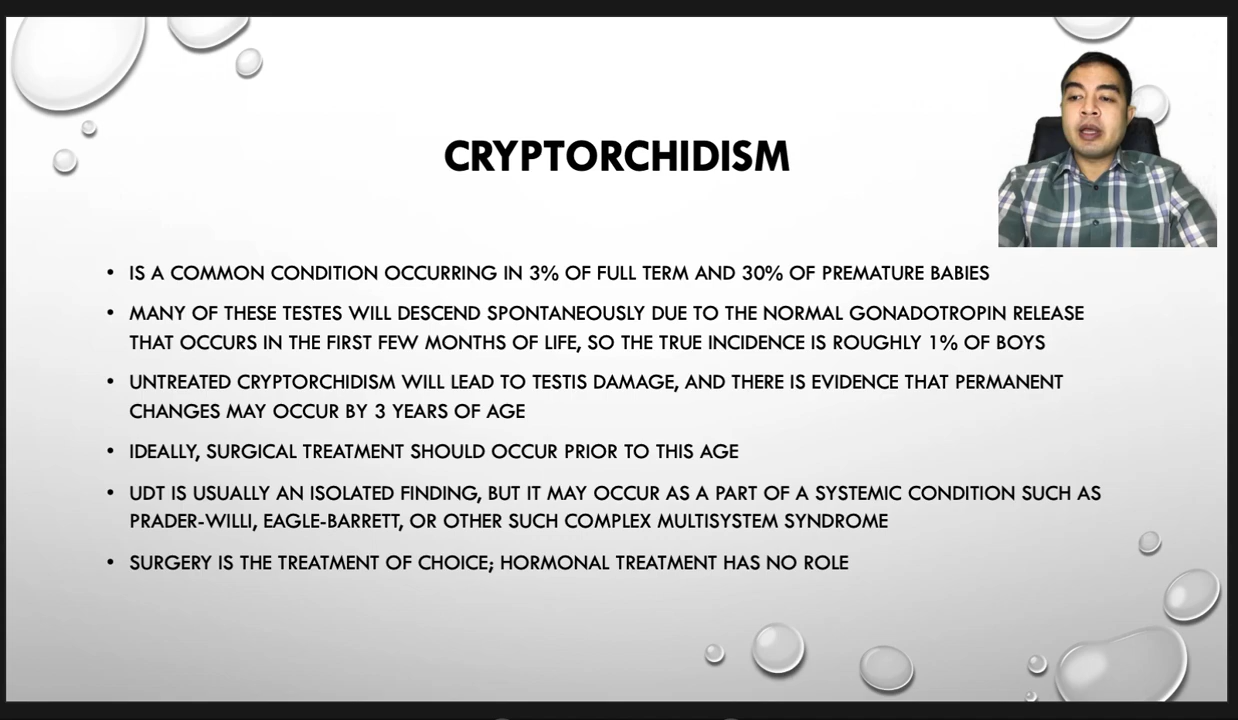 CRYPTORCHIDISM
• IS A COMMON CONDITION OCCURRING IN 3% OF FULL TERM AND 30% OF PREMATURE BABIES
• MANY OF THESE TESTES WILL DESCEND SPONTANEOUSLY DUE TO THE NORMAL GONADOTROPIN RELEASE
THAT OCCURS IN THE FIRST FEW MONTHS OF LIFE, SO THE TRUE INCIDENCE IS ROUGHLY 1% OF BOYS
• UNTREATED CRYPTORCHIDISM WILL LEAD TO TESTIS DAMAGE, AND THERE IS EVIDENCE THAT PERMANENT
CHANGES MAY OCCUR BY 3 YEARS OF AGE
• IDEALLY, SURGICAL TREATMENT SHOULD OCCUR PRIOR TO THIS AGE
• UDT IS USUALLY AN ISOLATED FINDING, BUT IT MAY OCCUR AS A PART OF A SYSTEMIC CONDITION SUCH AS
PRADER-WILLI, EAGLE-BARRETT, OR OTHER SUCH COMPLEX MULTISYSTEM SYNDROME
• SURGERY IS THE TREATMENT OF CHOICE; HORMONAL TREATMENT HAS NO ROLE